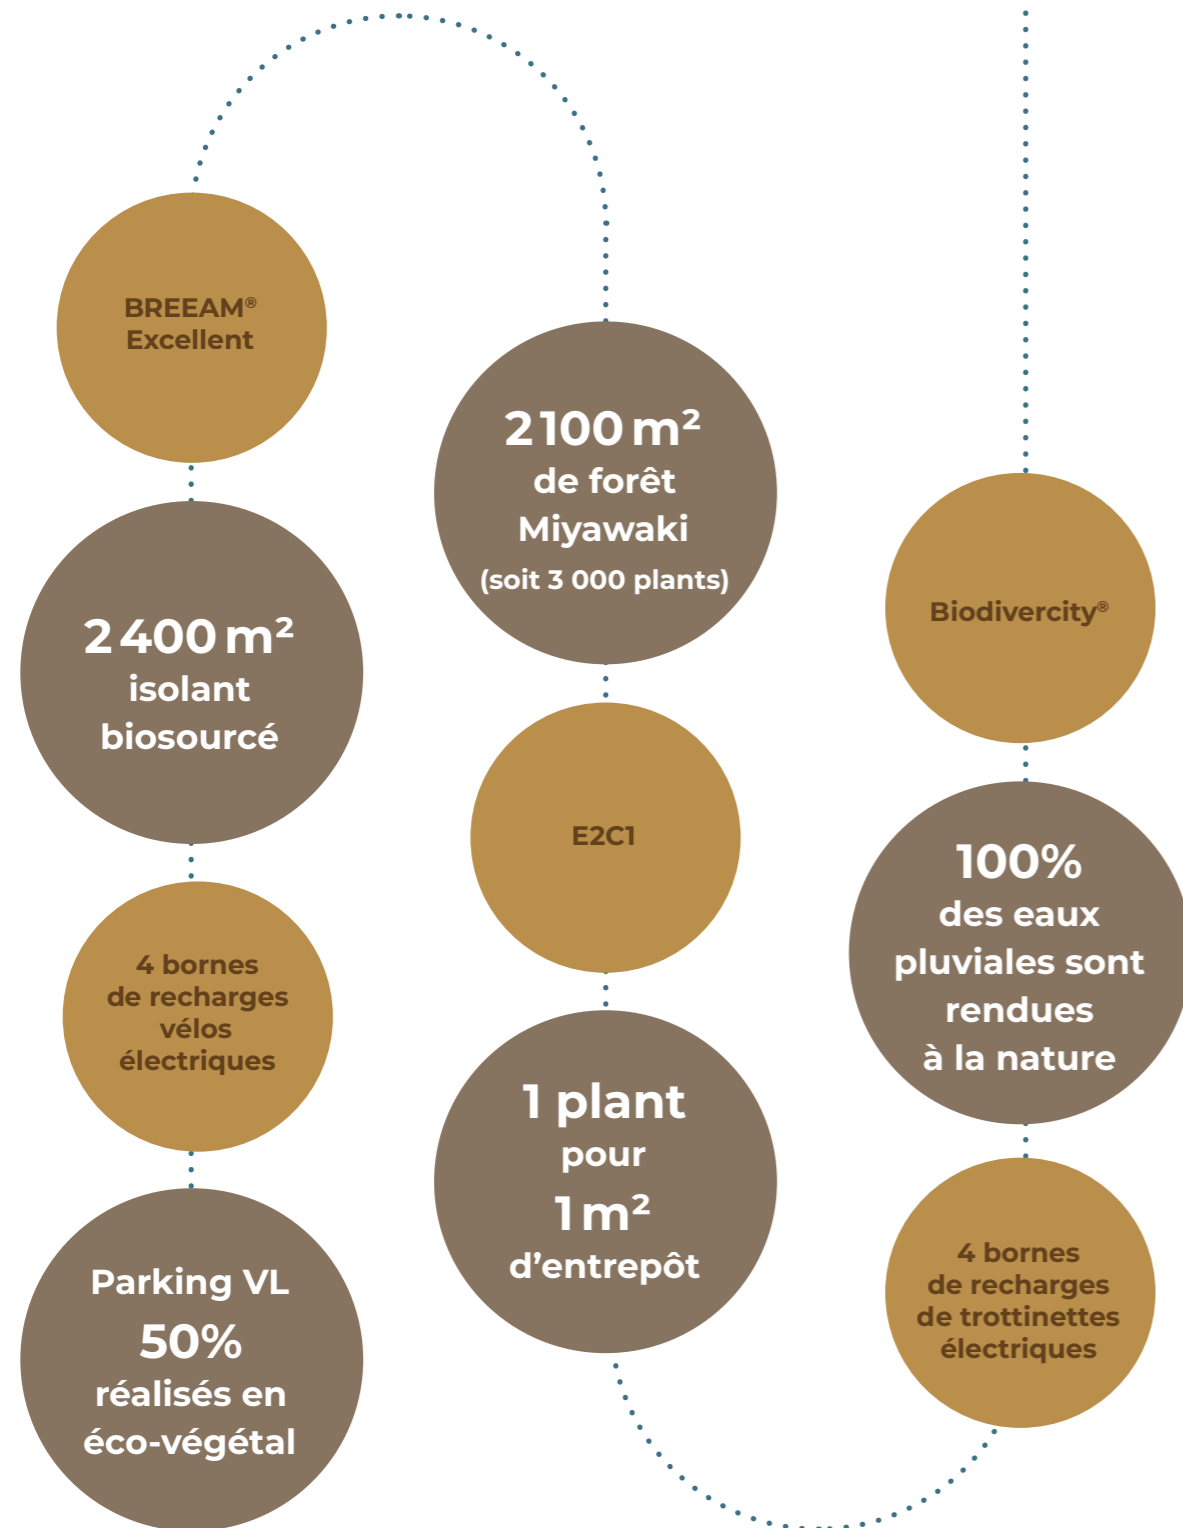 BREEAM®
Excellent
2 400 m²
isolant
biosourcé
4 bornes
de recharges
vélos
électriques
Parking VL
50%
réalisés en
éco-végétal
2 100 m²
de forêt
Miyawaki
(soit 3 000 plants)
E2C1
1 plant
pour
1 m²
d’entrepôt
Biodivercity®
100%
des eaux
pluviales sont
rendues
à la nature
4 bornes
de recharges
de trottinettes
électriques